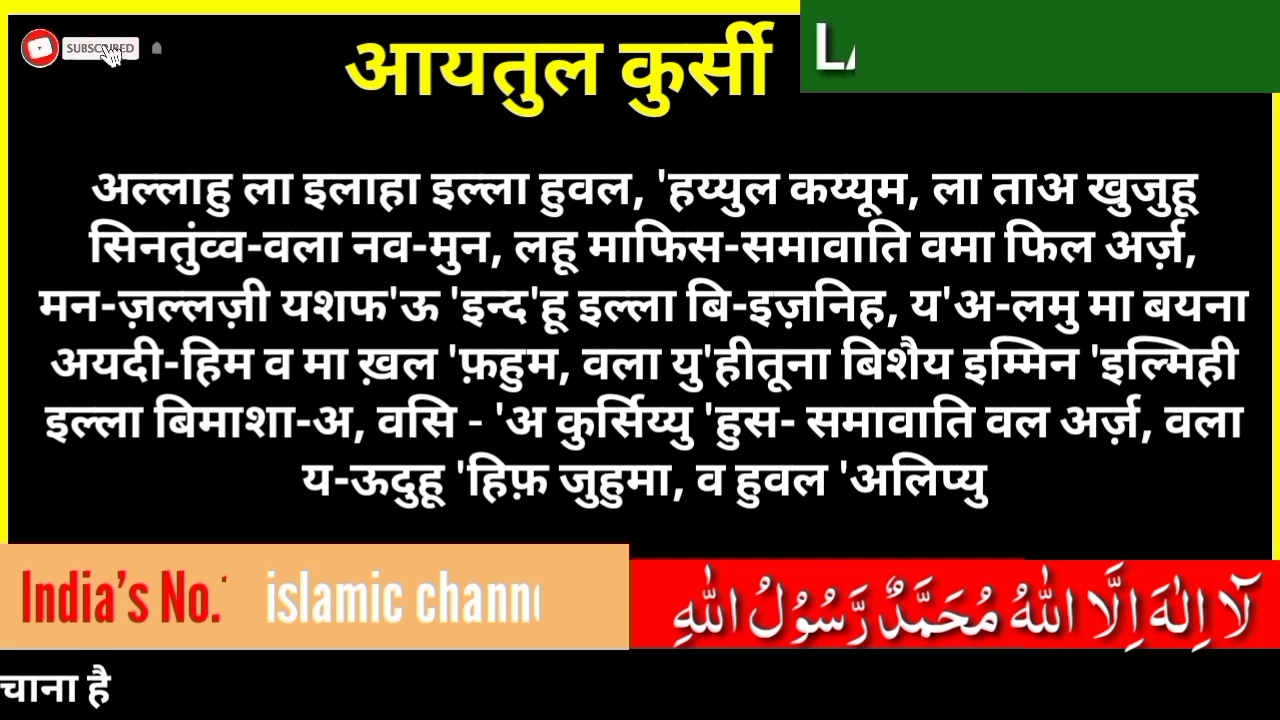 SUBSCRIBED
आयतुल कुर्सी
अल्लाहु ला इलाहा इल्ला हुवल, 'हय्युल कय्यूम, ला ताअ खुजुहू
सिनतुंव्व-वला नव-मुन, लहू माफिस-समावाति वमा फिल अर्ज़,
मन-ज़ल्लज़ी यशफ'ऊ 'इन्द'हू इल्ला बि-इज़निह, य'अ-लमु मा बयना
अयदी-हिम व मा ख़ल 'फ़हुम, वला यु'हीतूना बिशैय इम्मिन 'इल्मिही
इल्ला बिमाशा-अ, वसि - 'अ कुर्सिय्यु 'हुस- समावाति वल अर्ज़, वला
य-ऊदुहू 'हिफ़ जुहुमा, व हुवल 'अलिप्यु
India's No. islamic chann
لَآ اِلٰهَ اِلَّا اللّٰهُ مُحَمَّدٌ رَّسُوْلُ اللّٰهِ
चाना है